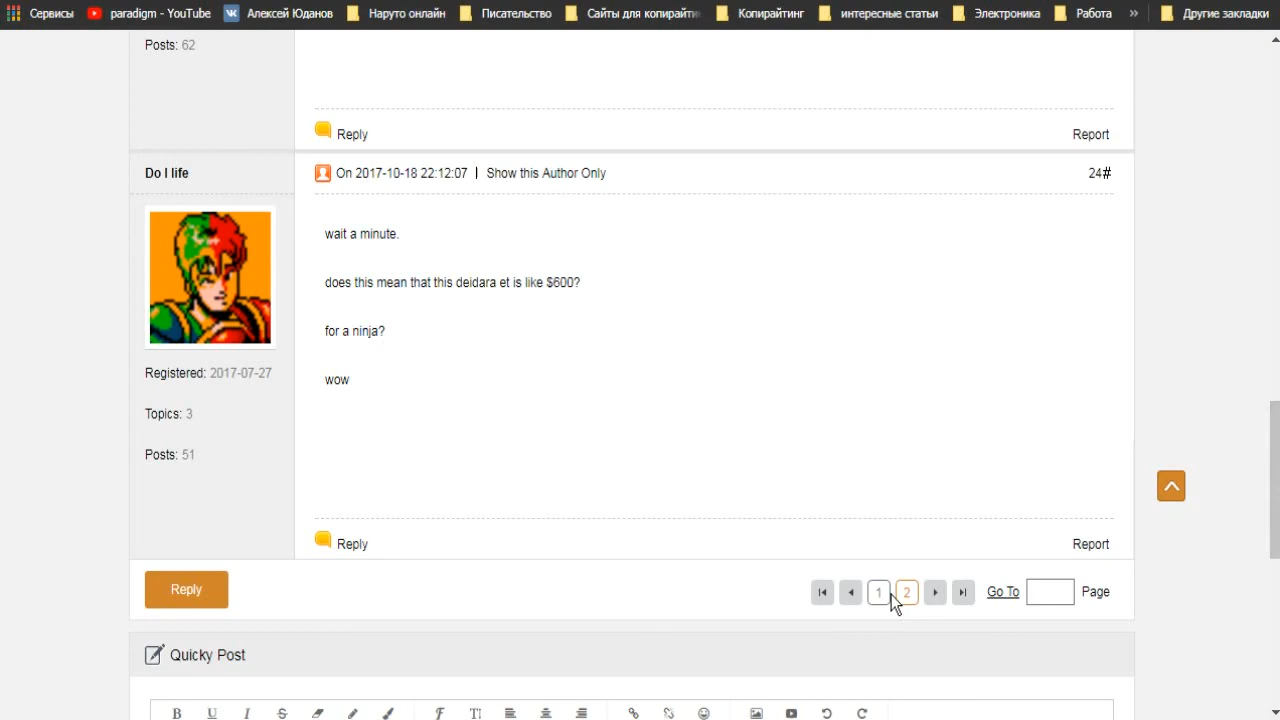 Сервисы paradigm - YouTube Алексей Юданов Наруто онлайн Писательство Сайты для копирайти Копирайтинг интересные статьи Электроника Работа » Другие закладки
Posts: 62
Reply Report
Do I life On 2017-10-18 22:12:07 | Show this Author Only 24#
wait a minute.
does this mean that this deidara et is like $600?
for a ninja?
wow
Registered: 2017-07-27
Topics: 3
Posts: 51
Reply Report
Reply 1 2 Go To Page
Quicky Post
B U I S F TI